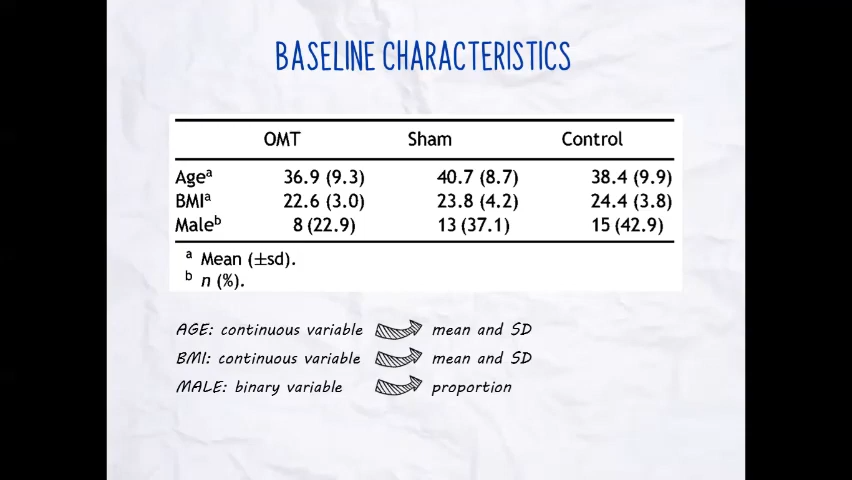 BASELINE CHARACTERISTICS
OMT Sham Control
Ageᵃ 36.9 (9.3) 40.7 (8.7) 38.4 (9.9)
BMIᵃ 22.6 (3.0) 23.8 (4.2) 24.4 (3.8)
Maleᵇ 8 (22.9) 13 (37.1) 15 (42.9)
ᵃ Mean (±sd).
ᵇ n (%).
AGE: continuous variable mean and SD
BMI: continuous variable mean and SD
MALE: binary variable proportion